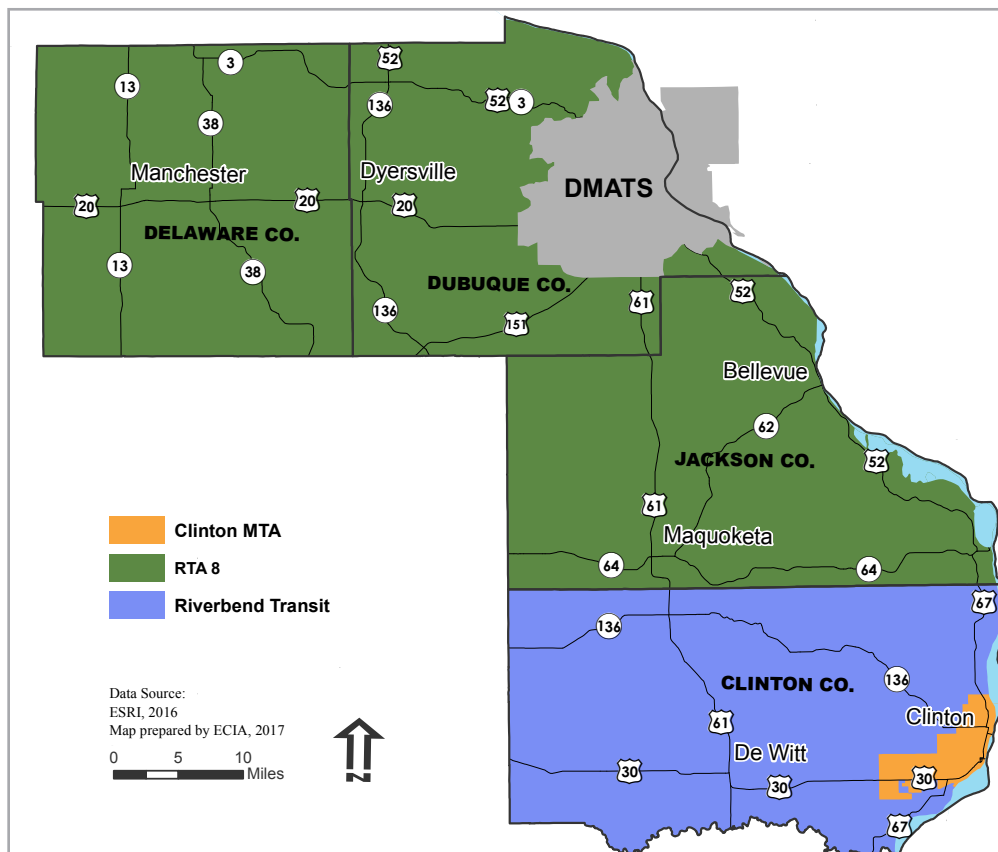 52
3
13
136
52
3
38
Manchester
Dyersville
DMATS
20
20
20
DELAWARE CO.
13
38
DUBUQUE CO.
52
61
136
151
Bellevue
62
JACKSON CO.
52
61
Clinton MTA
Maquoketa
RTA 8
64
64
Riverbend Transit
67
136
CLINTON CO.
136
Data Source:
ESRI, 2016
Map prepared by ECIA, 2017
Clinton
61
De Witt
0 5 10
Miles
N
30
30
30
67